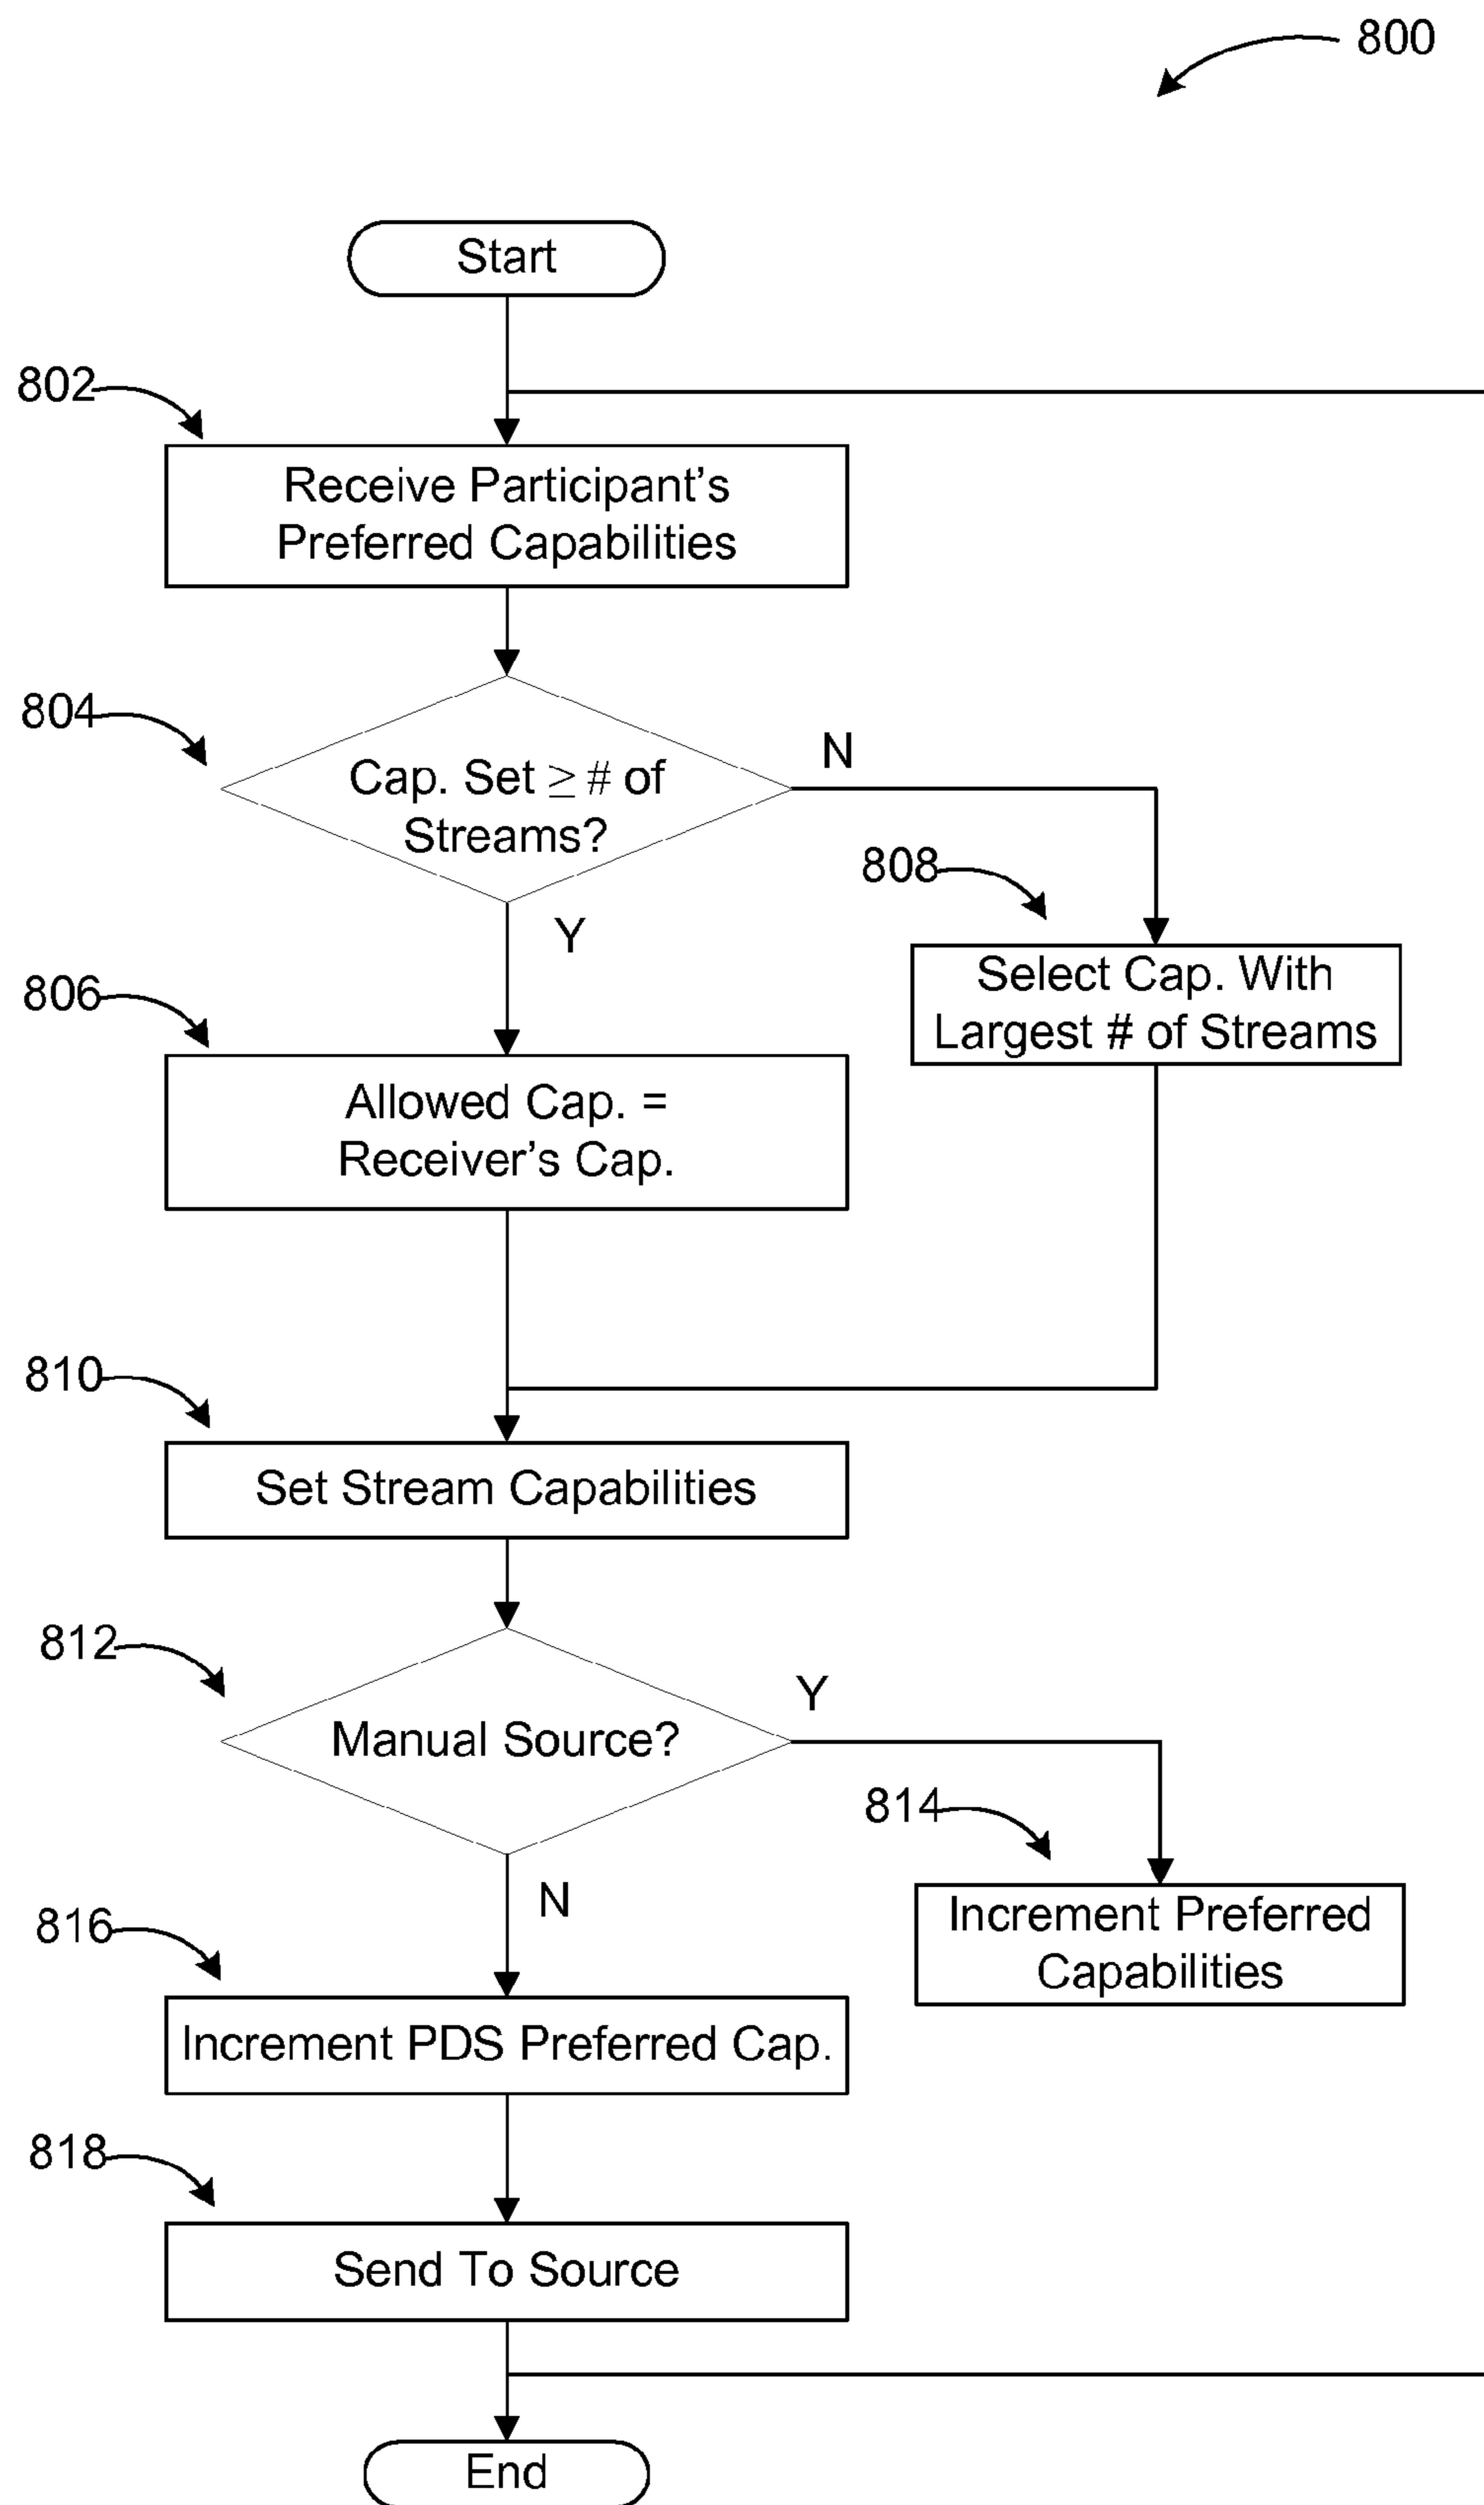 800
Start
802
Receive Participant's
Preferred Capabilities
804
Cap. Set ≥ # of
Streams?
N
Y
808
Select Cap. With
Largest # of Streams
806
Allowed Cap. =
Receiver's Cap.
810
Set Stream Capabilities
812
Manual Source?
Y
N
814
Increment Preferred
Capabilities
816
Increment PDS Preferred Cap.
818
Send To Source
End